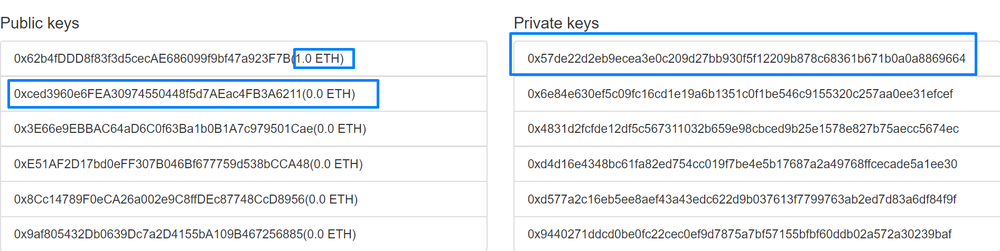 Public keys
0x62b4fDDD8f83f3d5cecAE686099f9bf47a923F7B(1.0 ETH)
0xced3960e6FEA30974550448f5d7AEac4FB3A6211(0.0 ETH)
0x3E66e9EBBAC64aD6C0f63Ba1b0B1A7c979501Cae(0.0 ETH)
0xE51AF2D17bd0eFF307B046Bf677759d538bCCA48(0.0 ETH)
0x8Cc14789F0eCA26a002e9C8ffDEc87748CcD8956(0.0 ETH)
0x9af805432Db0639Dc7a2D4155bA109B467256885(0.0 ETH)
Private keys
0x57de22d2eb9ecea3e0c209d27bb930f5f12209b878c68361b671b0a0a8869664
0x6e84e630ef5c09fc16cd1e19a6b1351c0f1be546c9155320c257aa0ee31efcef
0x4831d2fcfde12df5c567311032b659e98cbced9b25e1578e827b75aecc5674ec
0xd4d16e4348bc61fa82ed754cc019f7be4e5b17687a2a49768ffcecade5a1ee30
0xd577a2c16eb5ee8aef43a43edc622d9b037613f7799763ab2ed7d83a6df84f9f
0x9440271ddcd0be0fc22cec0ef9d7875a7bf57155bfbf60ddb02a572a30239baf